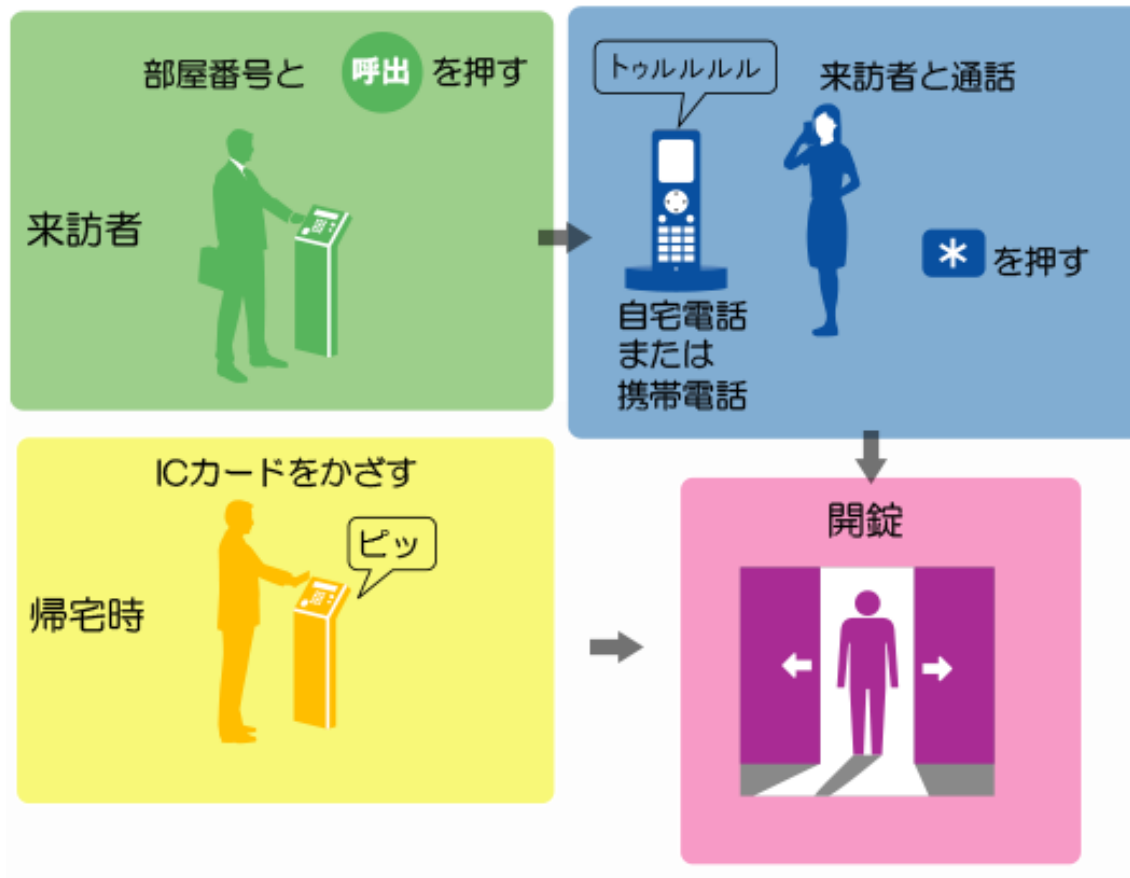 部屋番号と 呼出 を押す
来訪者
トゥルルルル
来訪者と通話
* を押す
自宅電話
または
携帯電話
ICカードをかざす
ピッ
帰宅時
開錠